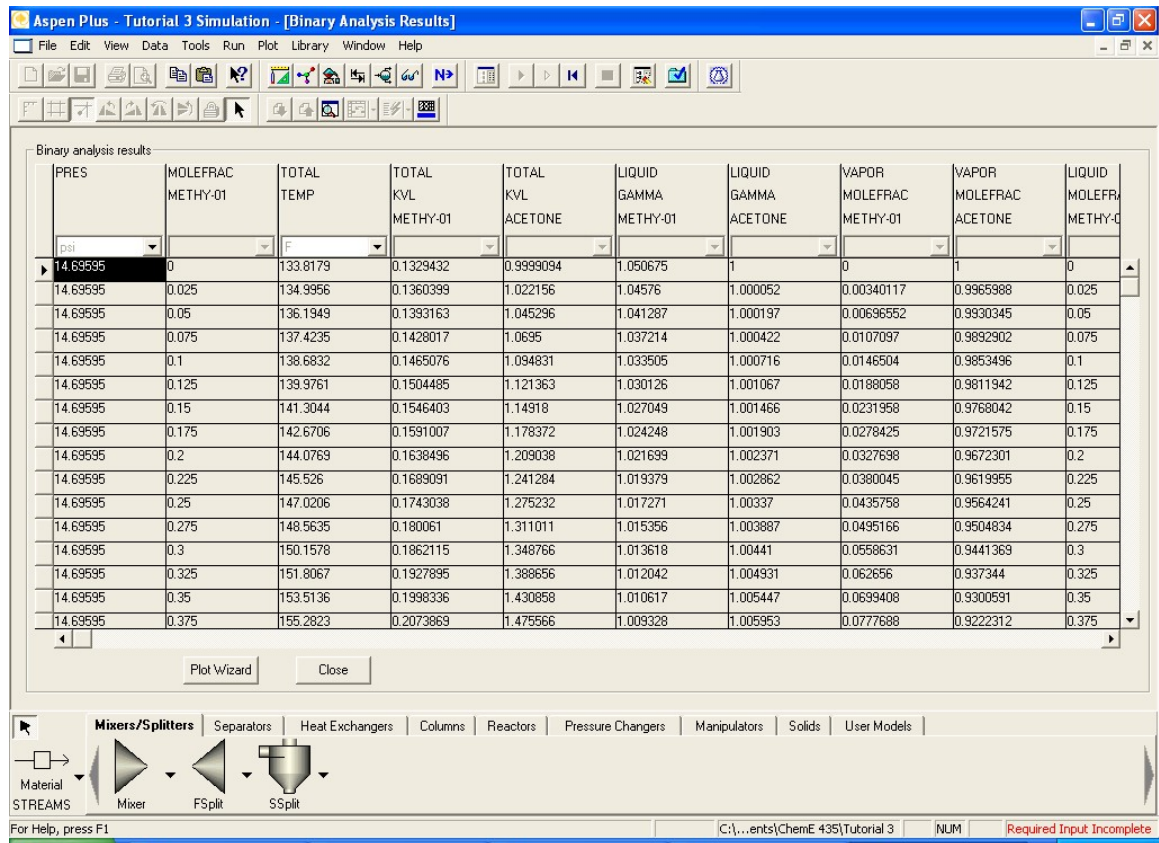 Aspen Plus - Tutorial 3 Simulation - [Binary Analysis Results]
File Edit View Data Tools Run Plot Library Window Help
N>
Binary analysis results
PRES MOLEFRAC TOTAL TOTAL TOTAL LIQUID LIQUID VAPOR VAPOR LIQUID
METHY-01 TEMP KVL KVL GAMMA GAMMA MOLEFRAC MOLEFRAC MOLEFR
METHY-01 ACETONE METHY-01 ACETONE METHY-01 ACETONE METHY-0
psi F
14.69595 0 133.8179 0.1329432 0.9999094 1.050675 1 0 1 0
14.69595 0.025 134.9956 0.1360399 1.022156 1.04576 1.000052 0.00340117 0.9965988 0.025
14.69595 0.05 136.1949 0.1393163 1.045296 1.041287 1.000197 0.00696552 0.9930345 0.05
14.69595 0.075 137.4235 0.1428017 1.0695 1.037214 1.000422 0.0107097 0.9892902 0.075
14.69595 0.1 138.6832 0.1465076 1.094831 1.033505 1.000716 0.0146504 0.9853496 0.1
14.69595 0.125 139.9761 0.1504485 1.121363 1.030126 1.001067 0.0188058 0.9811942 0.125
14.69595 0.15 141.3044 0.1546403 1.14918 1.027049 1.001466 0.0231958 0.9768042 0.15
14.69595 0.175 142.6706 0.1591007 1.178372 1.024248 1.001903 0.0278425 0.9721575 0.175
14.69595 0.2 144.0769 0.1638496 1.209038 1.021699 1.002371 0.0327698 0.9672301 0.2
14.69595 0.225 145.526 0.1689091 1.241284 1.019379 1.002862 0.0380045 0.9619955 0.225
14.69595 0.25 147.0206 0.1743038 1.275232 1.017271 1.00337 0.0435758 0.9564241 0.25
14.69595 0.275 148.5635 0.180061 1.311011 1.015356 1.003887 0.0495166 0.9504834 0.275
14.69595 0.3 150.1578 0.1862115 1.348766 1.013618 1.00441 0.0558631 0.9441369 0.3
14.69595 0.325 151.8067 0.1927895 1.388656 1.012042 1.004931 0.062656 0.937344 0.325
14.69595 0.35 153.5136 0.1998336 1.430858 1.010617 1.005447 0.0699408 0.9300591 0.35
14.69595 0.375 155.2823 0.2073869 1.475566 1.009328 1.005953 0.0777688 0.9222312 0.375
Plot Wizard Close
Mixers/Splitters Separators Heat Exchangers Columns Reactors Pressure Changers Manipulators Solids User Models
Material
STREAMS Mixer FSplit SSplit
For Help, press F1 C:\...ents\ChemE 435\Tutorial 3 NUM Required Input Incomplete